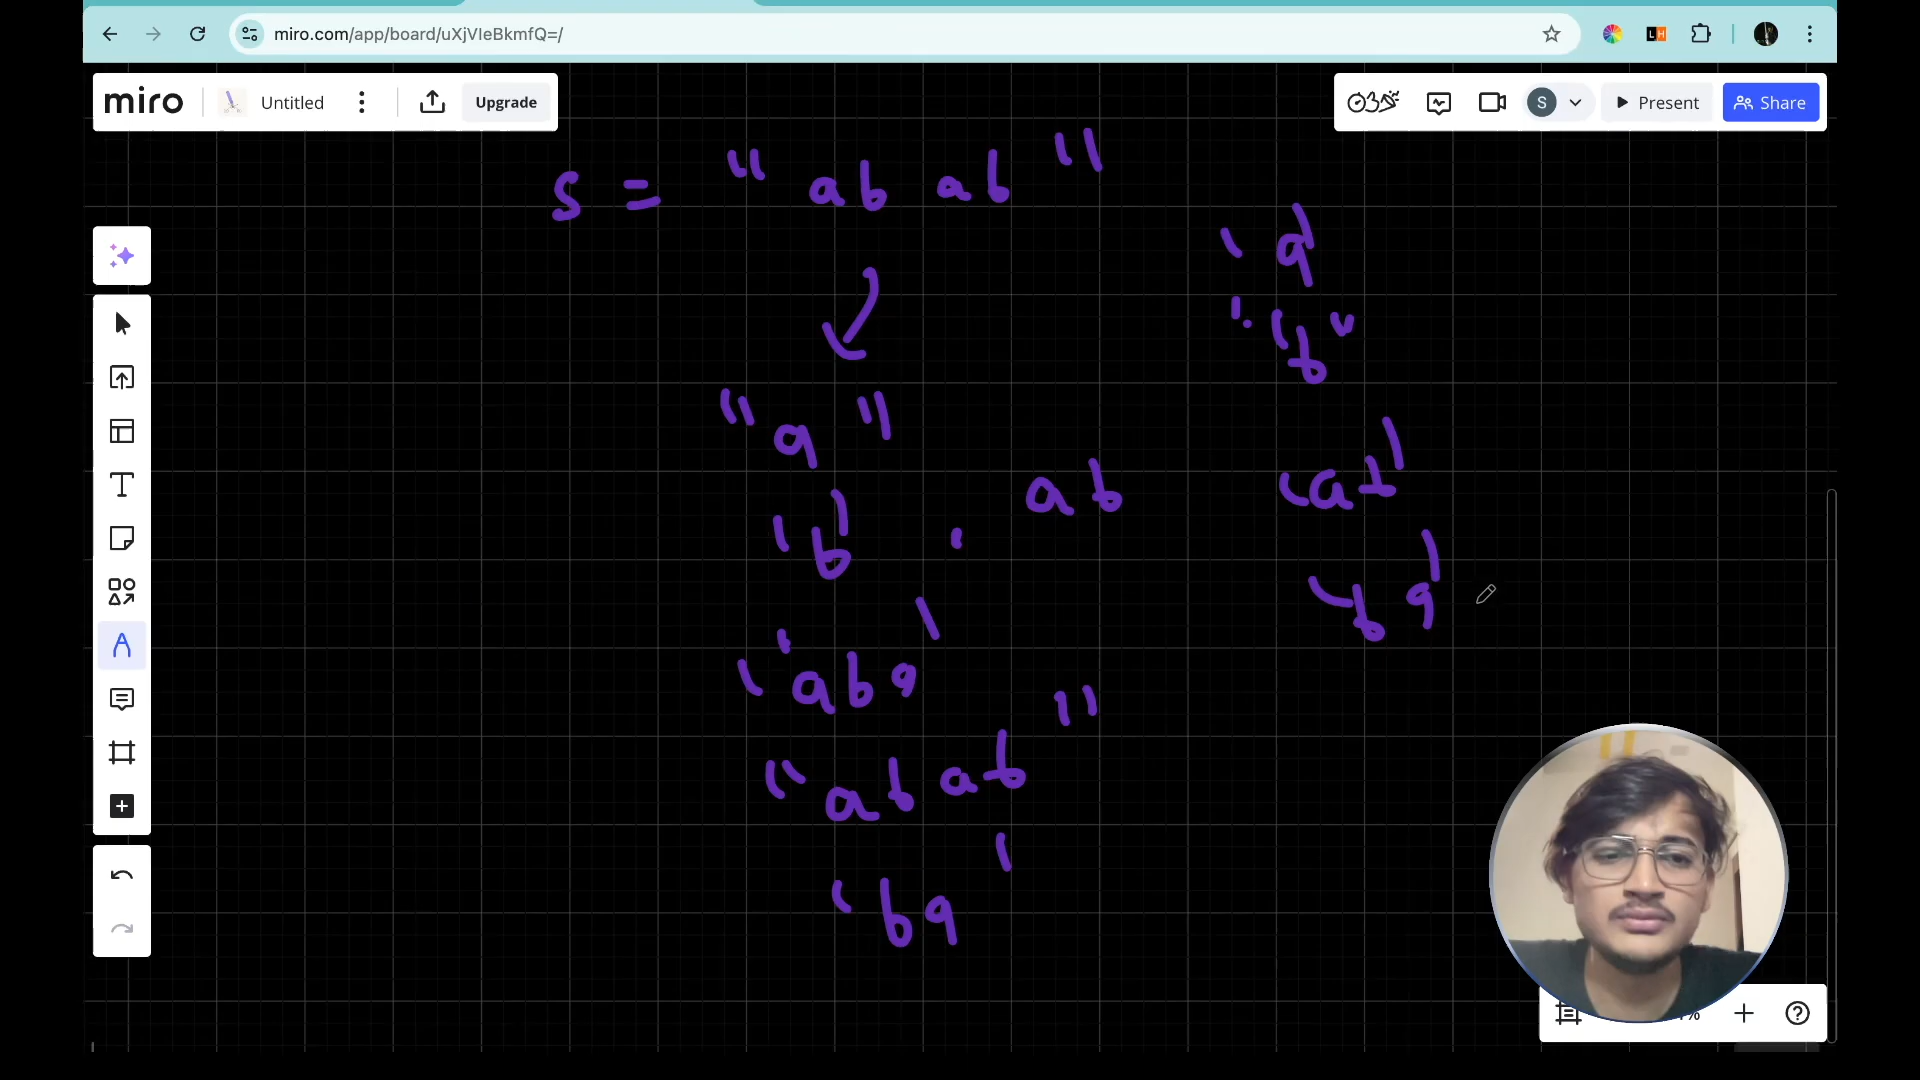 miro.com/app/board/uXjVIeBkmfQ=/
miro
Untitled
Upgrade
S
Present
Share
s = "abab"
"a"
'b'
ab
'aba'
"abab"
'ba'
'a'
'b'
'ab'
'ba'